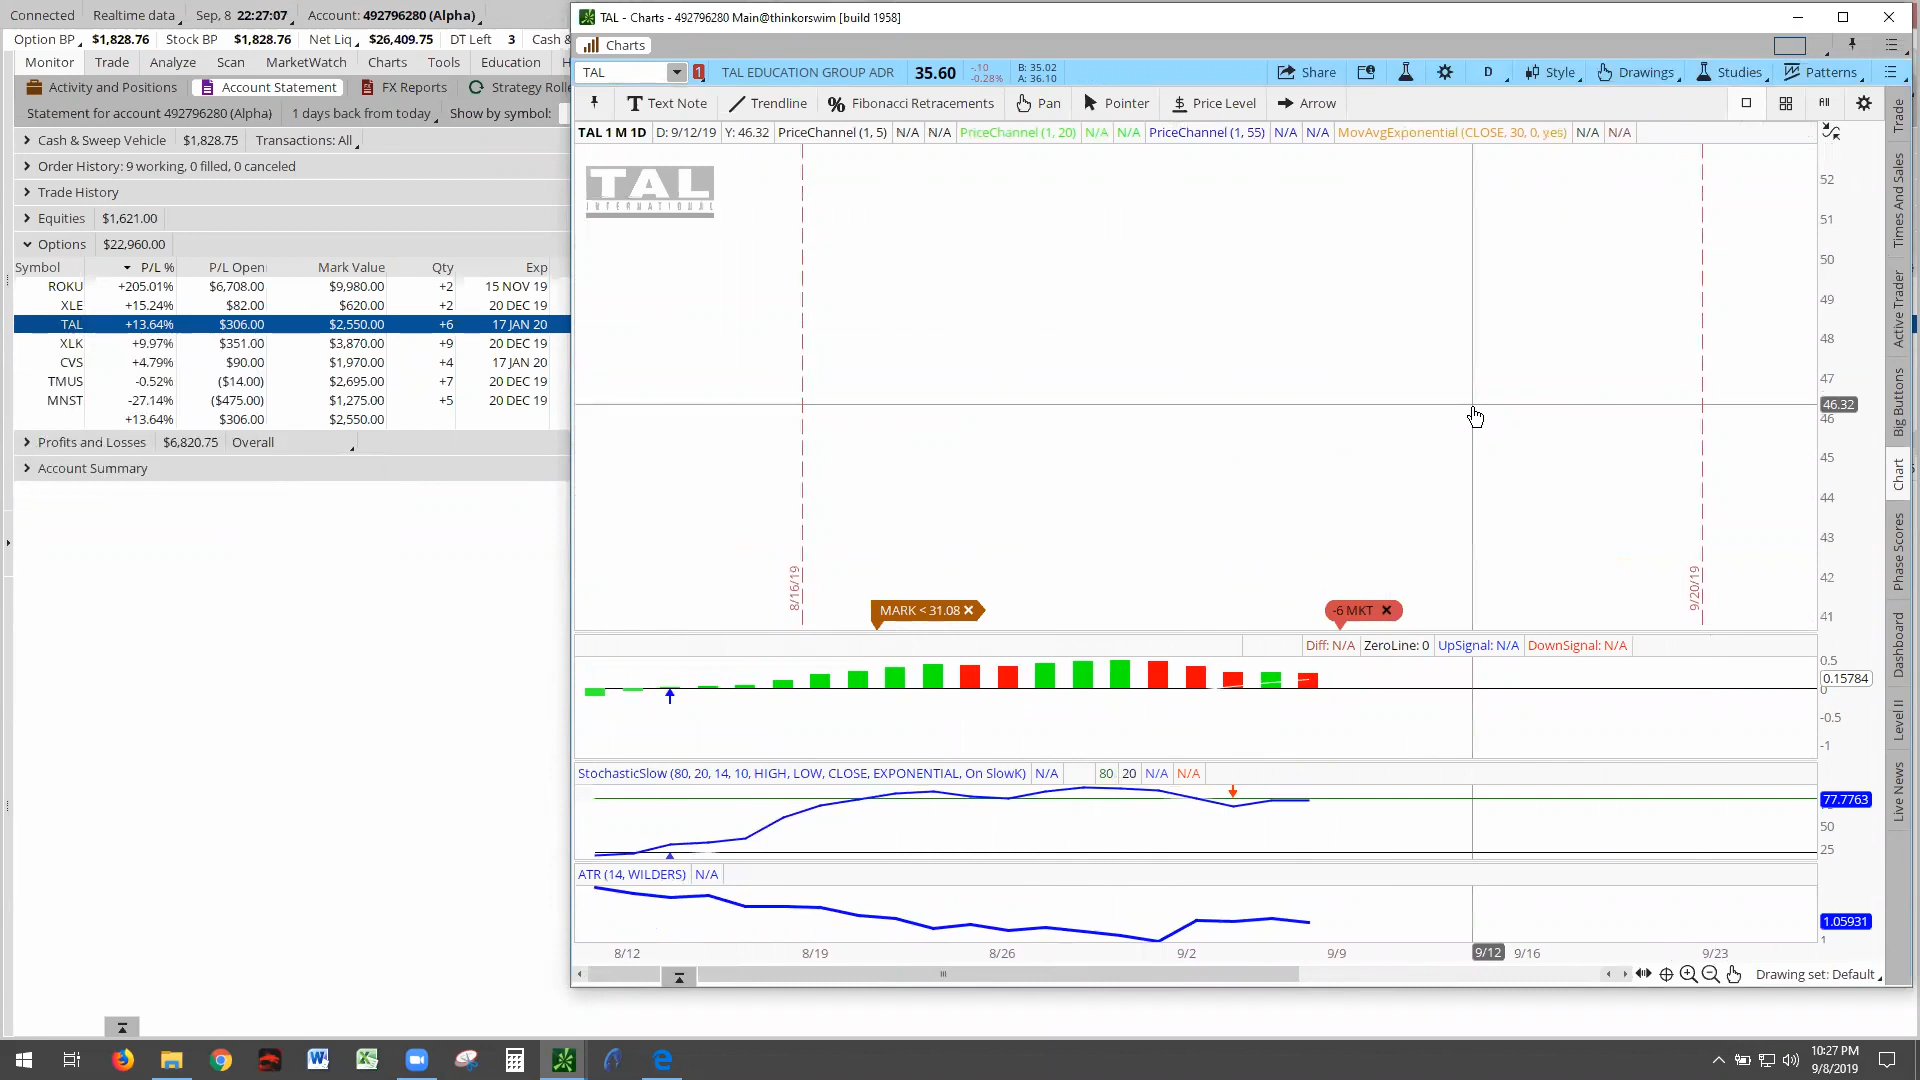 Connected Realtime data Sep, 8 22:27:07 Account: 492796280 (Alpha)
Option BP $1,828.76 Stock BP $1,828.76 Net Liq $26,409.75 DT Left 3 Cash &
Monitor Trade Analyze Scan MarketWatch Charts Tools Education H
Activity and Positions Account Statement FX Reports Strategy Rolle
Statement for account 492796280 (Alpha) 1 days back from today Show by symbol:
Cash & Sweep Vehicle $1,828.75 Transactions: All
Order History: 9 working, 0 filled, 0 canceled
Trade History
Equities $1,621.00
Options $22,960.00
Symbol P/L % P/L Open Mark Value Qty Exp
ROKU +205.01% $6,708.00 $9,980.00 +2 15 NOV 19
XLE +15.24% $82.00 $620.00 +2 20 DEC 19
TAL +13.64% $306.00 $2,550.00 +6 17 JAN 20
XLK +9.97% $351.00 $3,870.00 +9 20 DEC 19
CVS +4.79% $90.00 $1,970.00 +4 17 JAN 20
TMUS -0.52% ($14.00) $2,695.00 +7 20 DEC 19
MNST -27.14% ($475.00) $1,275.00 +5 20 DEC 19
+13.64% $306.00 $2,550.00
Profits and Losses $6,820.75 Overall
Account Summary
TAL - Charts - 492796280 Main@thinkorswim [build 1958]
Charts
TAL 1 TAL EDUCATION GROUP ADR 35.60 -.10 -0.28% B: 35.02 A: 36.10 Share D Style Drawings Studies Patterns
T Text Note Trendline % Fibonacci Retracements Pan Pointer $ Price Level Arrow All
TAL 1 M 1D D: 9/12/19 Y: 46.32 PriceChannel (1, 5) N/A N/A PriceChannel (1, 20) N/A N/A PriceChannel (1, 55) N/A N/A MovAvgExponential (CLOSE, 30, 0, yes) N/A N/A
TAL
INTERNATIONAL
52
51
50
49
48
47
46.32
46
45
44
43
42
41
8/16/19
9/20/19
MARK < 31.08 -6 MKT
Diff: N/A ZeroLine: 0 UpSignal: N/A DownSignal: N/A
0.5
0.15784
0
-0.5
-1
StochasticSlow (80, 20, 14, 10, HIGH, LOW, CLOSE, EXPONENTIAL, On SlowK) N/A 80 20 N/A N/A
77.7763
50
25
ATR (14, WILDERS) N/A
1.05931
1
8/12 8/19 8/26 9/2 9/9 9/12 9/16 9/23
Drawing set: Default
Trade
Times And Sales
Active Trader
Big Buttons
Chart
Phase Scores
Dashboard
Level II
Live News
10:27 PM
9/8/2019